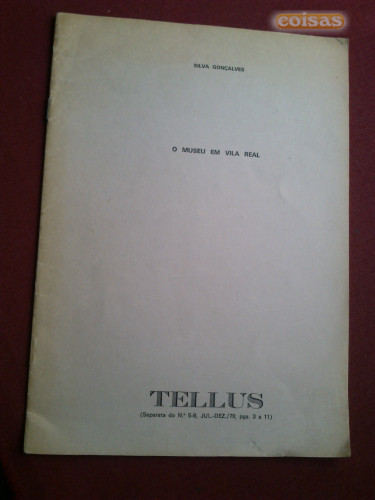 coisas
SILVA GONÇALVES
O MUSEU EM VILA REAL
TELLUS
(Separata do N.º 5-6, JUL.-DEZ./79, pgs. 3 a 11)